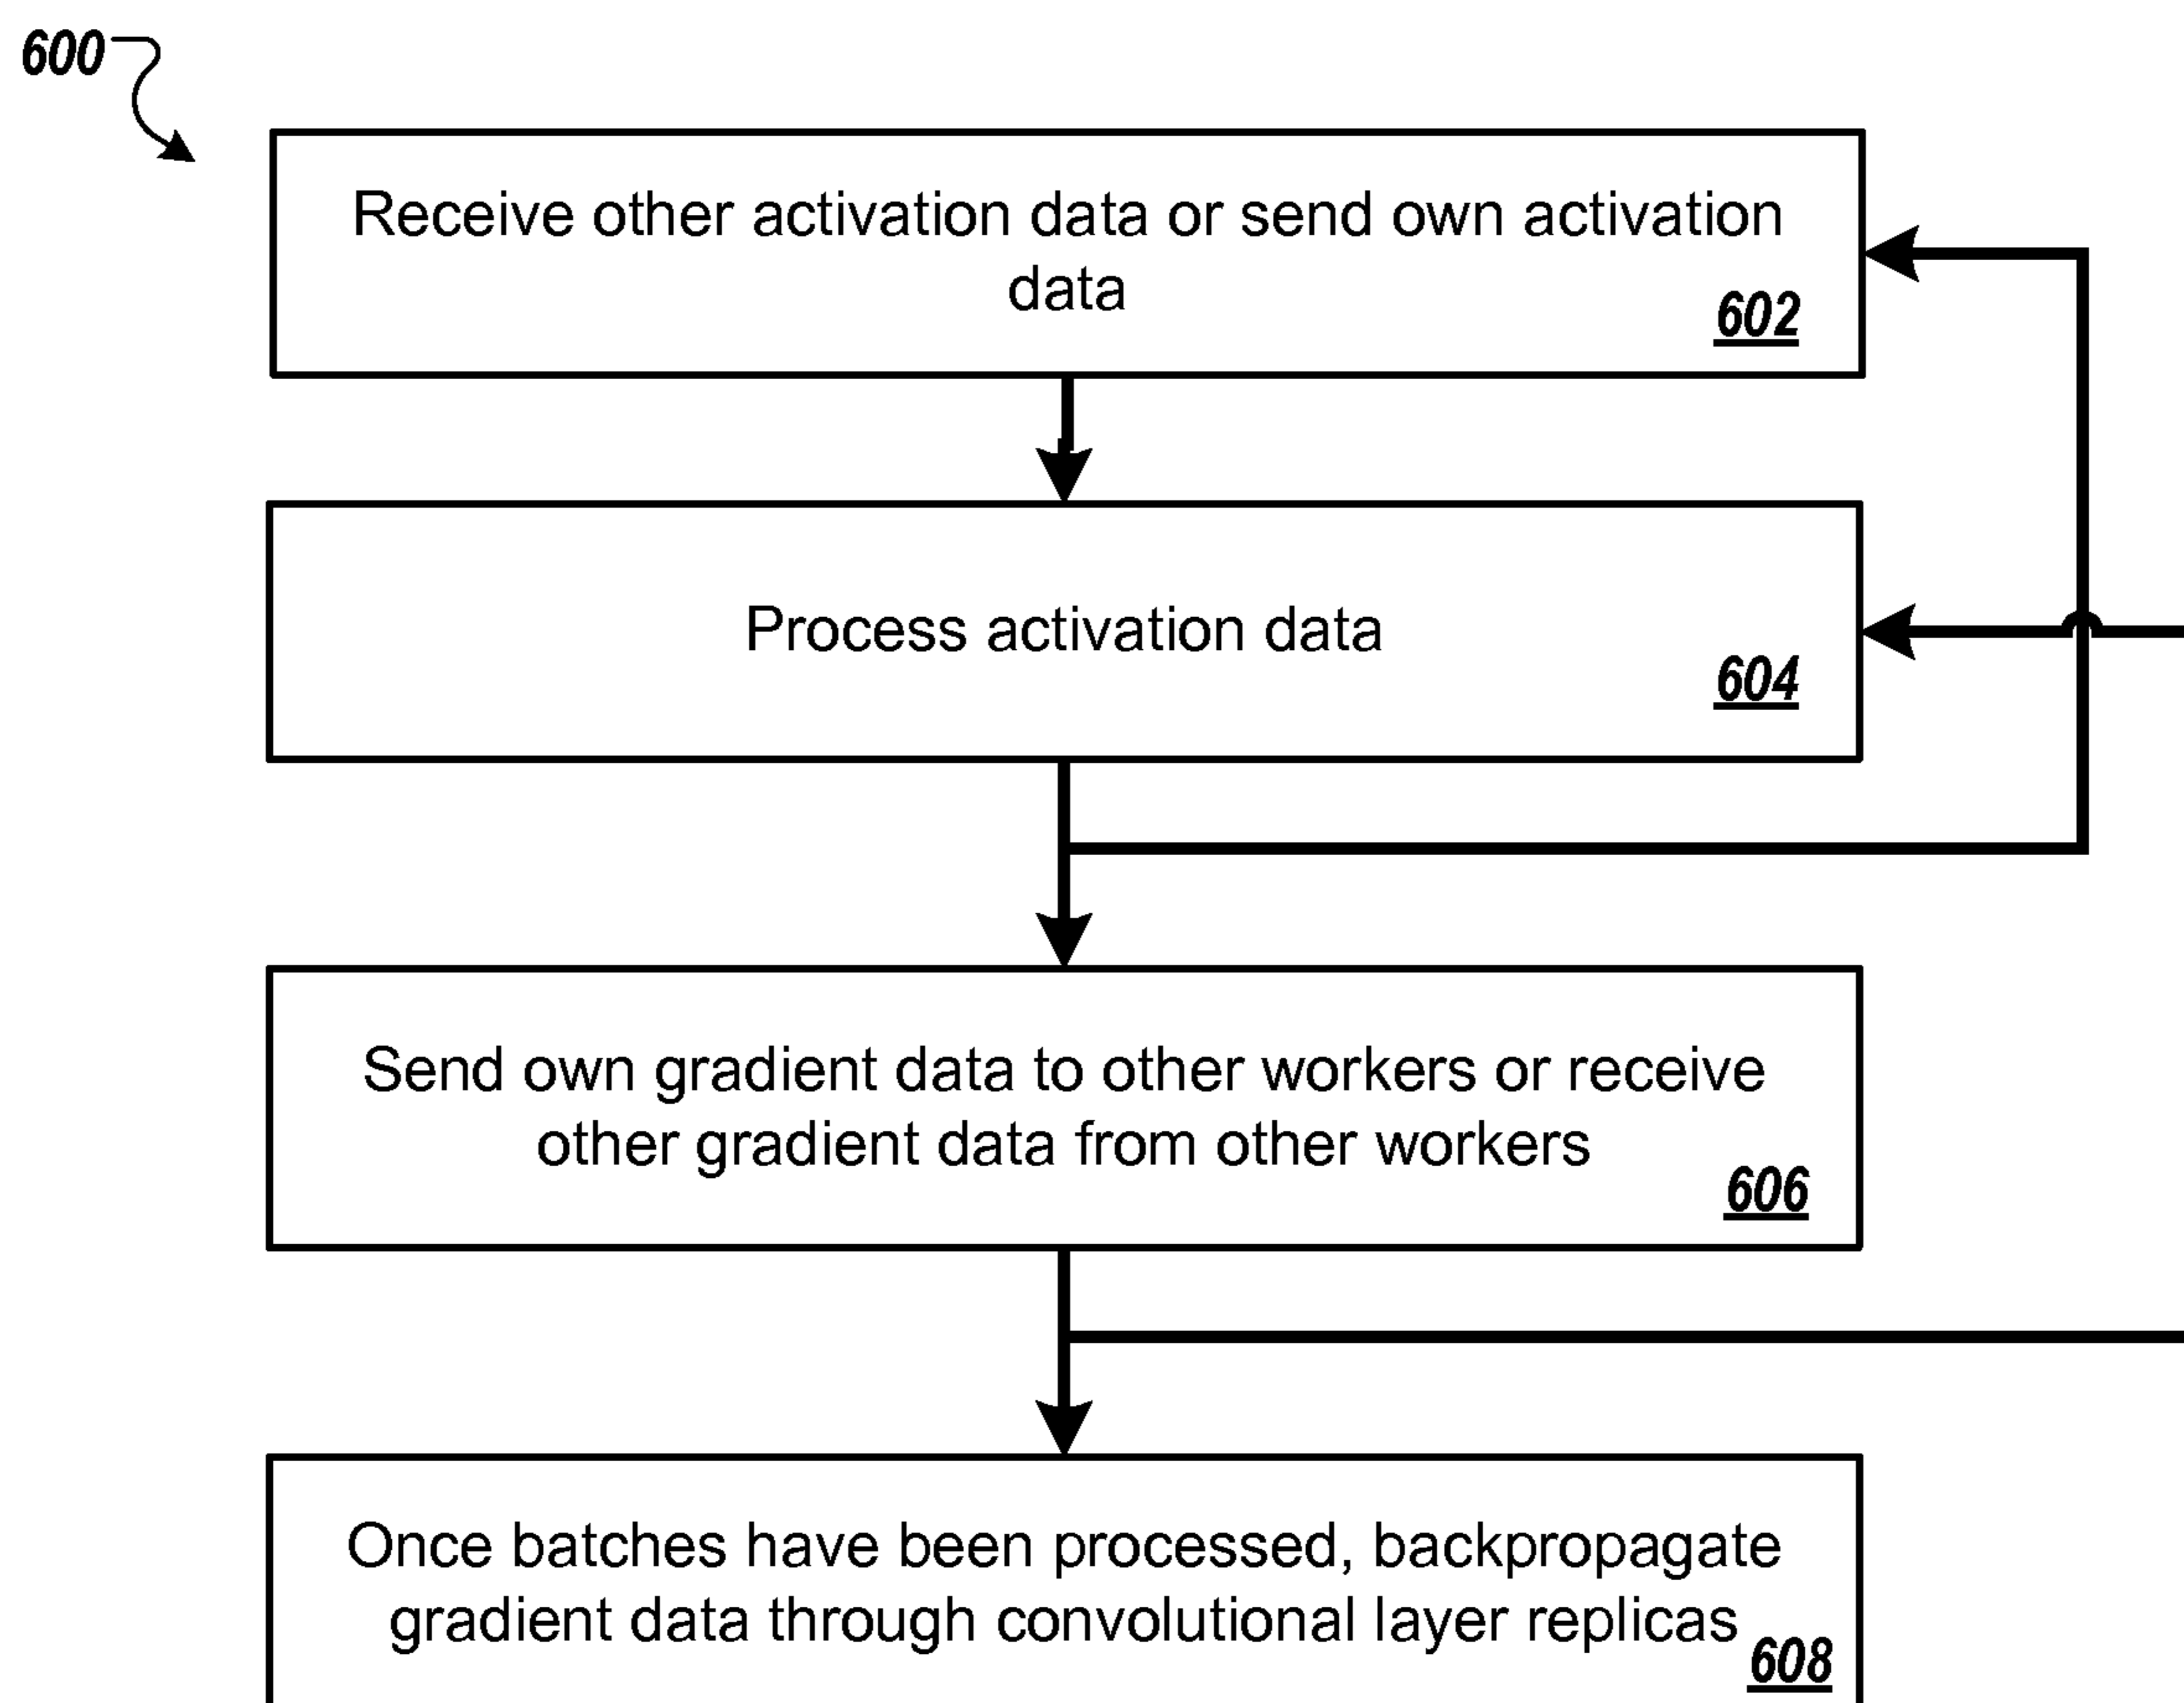 600
Receive other activation data or send own activation
data
602
Process activation data
604
Send own gradient data to other workers or receive
other gradient data from other workers
606
Once batches have been processed, backpropagate
gradient data through convolutional layer replicas
608